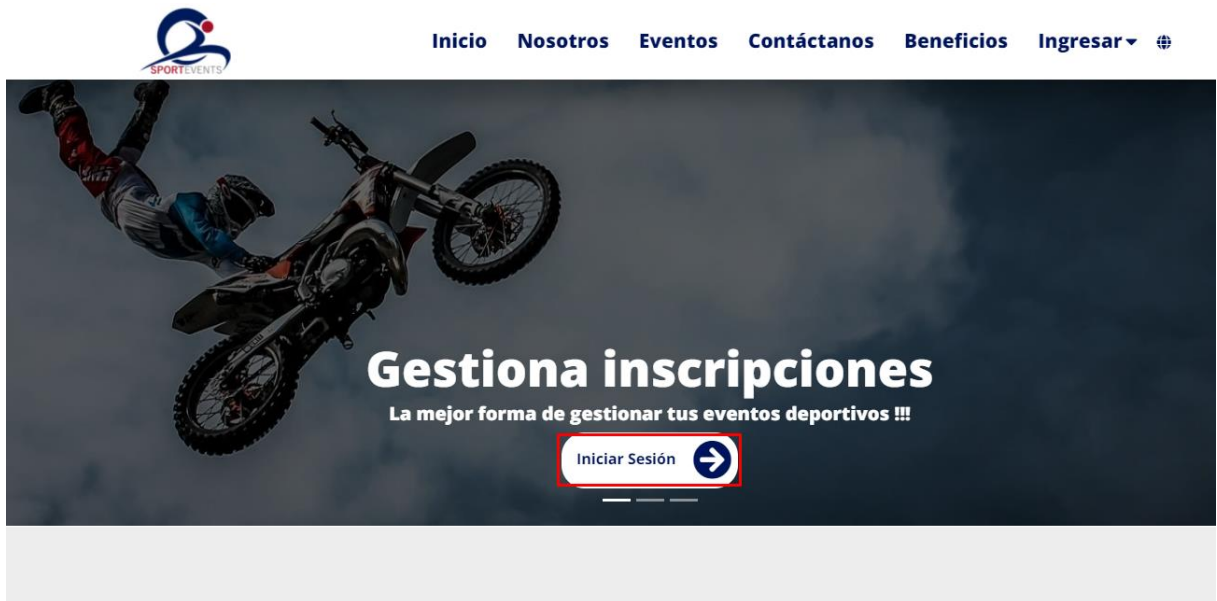 SPORTEVENTS
Inicio Nosotros Eventos Contáctanos Beneficios Ingresar
Gestiona inscripciones
La mejor forma de gestionar tus eventos deportivos !!!
Iniciar Sesión